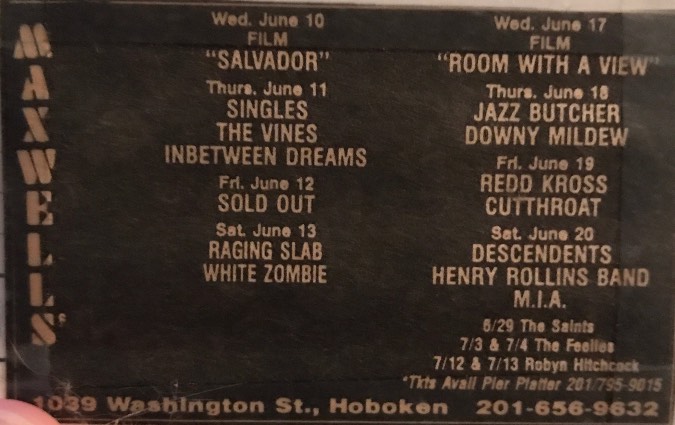 MAXWELLS
Wed. June 10
FILM
"SALVADOR"
Thurs. June 11
SINGLES
THE VINES
INBETWEEN DREAMS
Fri. June 12
SOLD OUT
Sat. June 13
RAGING SLAB
WHITE ZOMBIE
Wed. June 17
FILM
"ROOM WITH A VIEW"
Thurs. June 18
JAZZ BUTCHER
DOWNY MILDEW
Fri. June 19
REDD KROSS
CUTTHROAT
Sat. June 20
DESCENDENTS
HENRY ROLLINS BAND
M.I.A.
6/29 The Saints
7/3 & 7/4 The Feelies
7/12 & 7/13 Robyn Hitchcock
*Tkts Avail Pier Platter 201/795-9015
1039 Washington St., Hoboken 201-656-9632